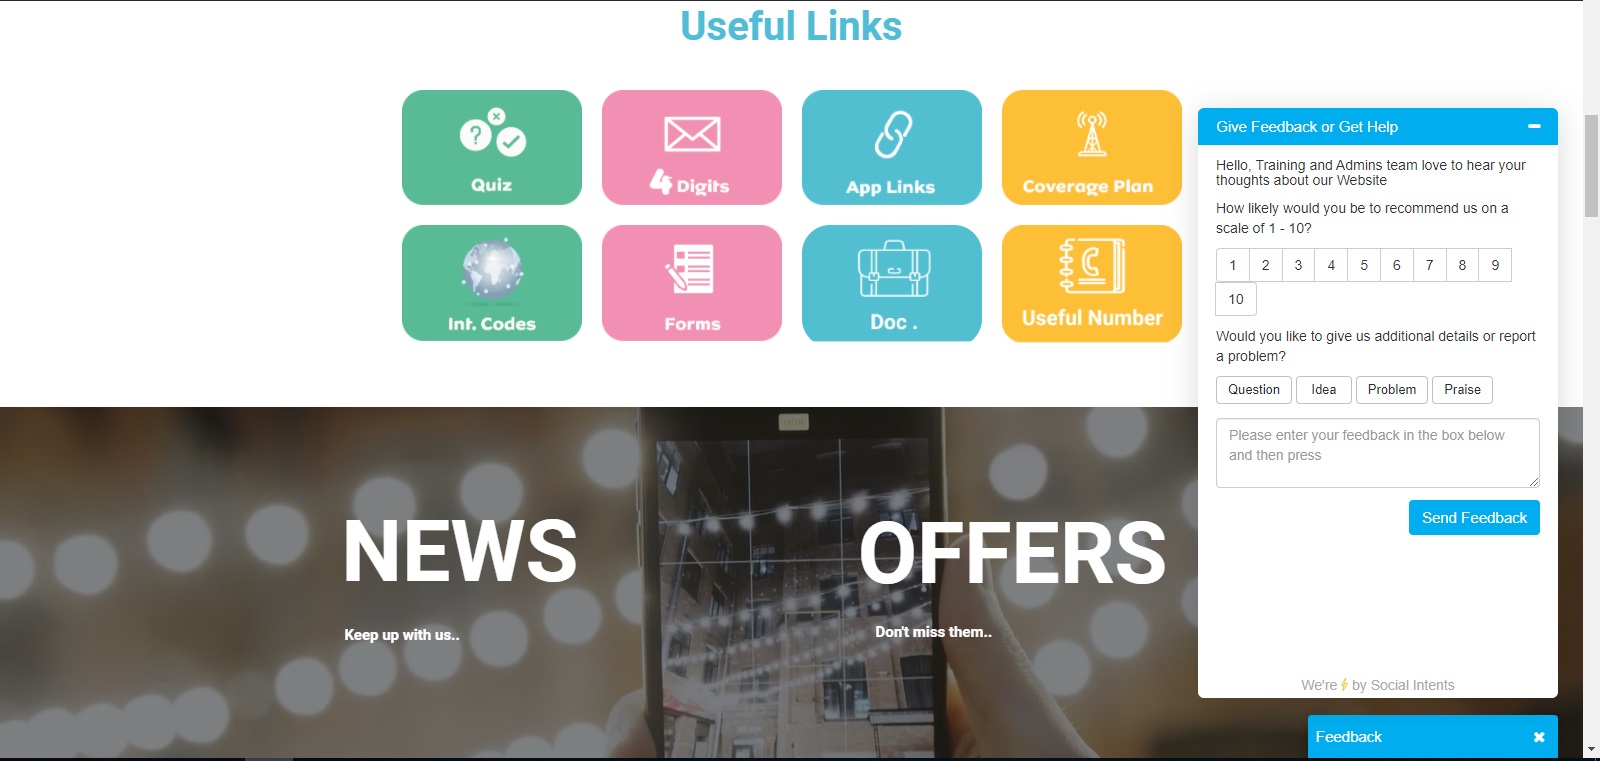 Useful Links
Quiz
4 Digits
App Links
Coverage Plan
Int. Codes
Forms
Doc .
Useful Number
NEWS
Keep up with us..
OFFERS
Don't miss them..
Give Feedback or Get Help
Hello, Training and Admins team love to hear your
thoughts about our Website
How likely would you be to recommend us on a
scale of 1 - 10?
1 2 3 4 5 6 7 8 9
10
Would you like to give us additional details or report
a problem?
Question Idea Problem Praise
Please enter your feedback in the box below
and then press
Send Feedback
We're⚡by Social Intents
Feedback